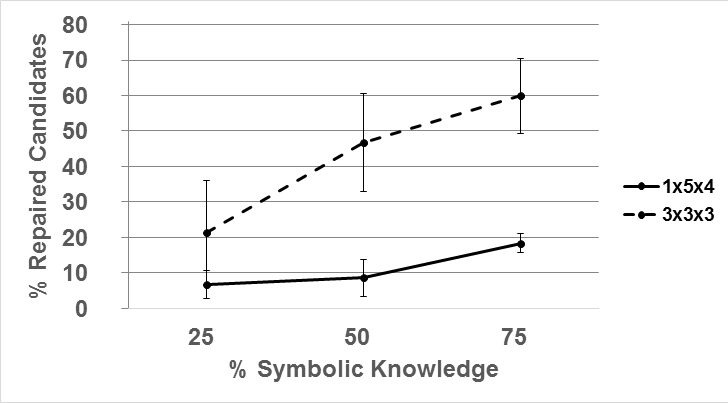 80
70
60
50
40
30
20
10
0
% Repaired Candidates
25 50 75
% Symbolic Knowledge
1x5x4
3x3x3